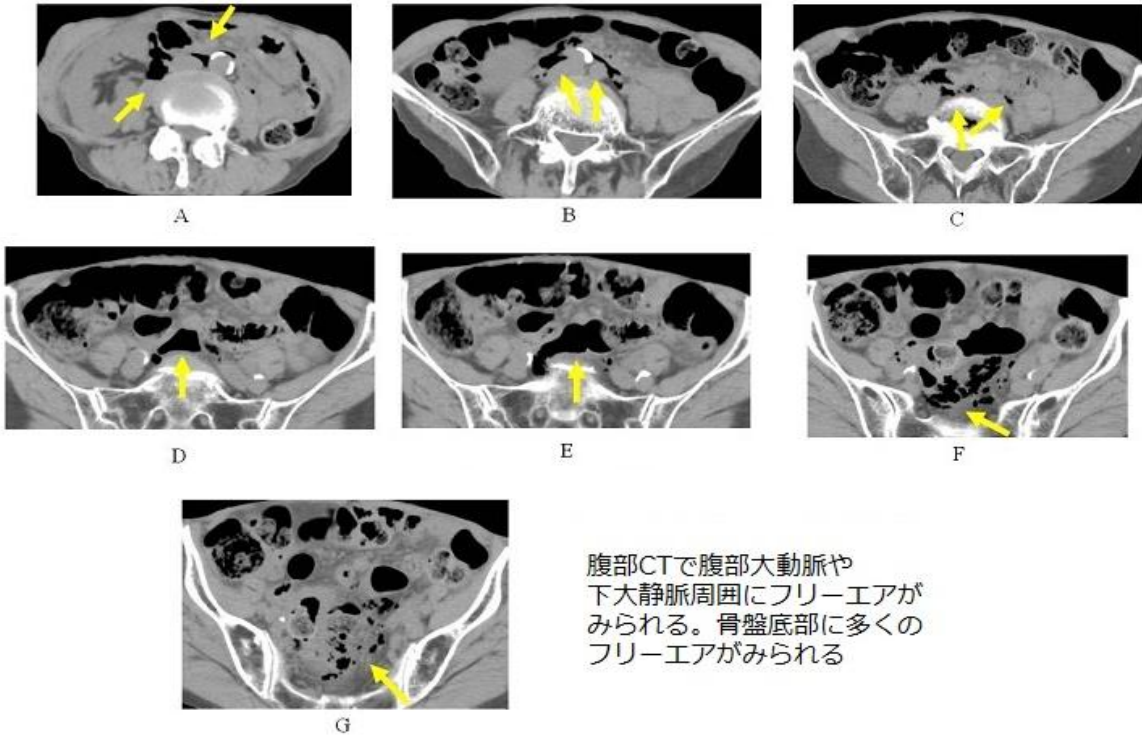 A
B
C
D
E
F
G
腹部CTで腹部大動脈や
下大静脈周囲にフリーエアが
みられる。骨盤底部に多くの
フリーエアがみられる